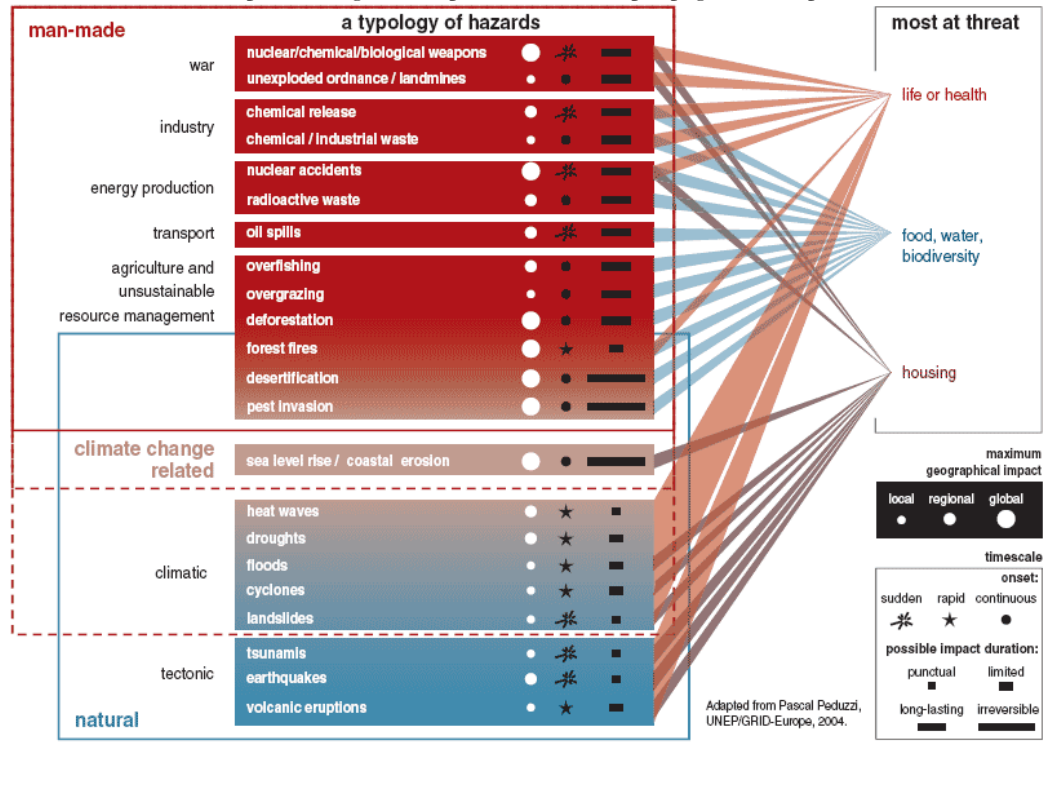 a typology of hazards
man-made
war
nuclear/chemical/biological weapons
unexploded ordnance / landmines
industry
chemical release
chemical / industrial waste
energy production
nuclear accidents
radioactive waste
transport
oil spills
agriculture and
unsustainable
resource management
overfishing
overgrazing
deforestation
forest fires
desertification
pest invasion
climate change
related
sea level rise / coastal erosion
climatic
heat waves
droughts
floods
cyclones
landslides
tectonic
tsunamis
earthquakes
volcanic eruptions
natural
most at threat
life or health
food, water,
biodiversity
housing
maximum
geographical impact
local regional global
timescale
onset:
sudden rapid continuous
possible impact duration:
punctual limited
long-lasting irreversible
Adapted from Pascal Peduzzi,
UNEP/GRID-Europe, 2004.